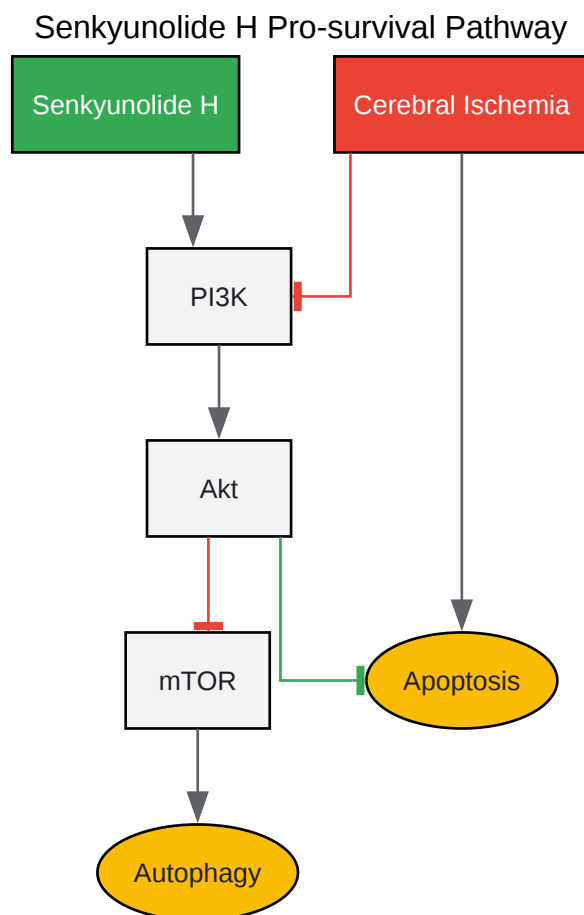 Senkyunolide H Pro-survival Pathway
Senkyunolide H
Cerebral Ischemia
PI3K
Akt
mTOR
Apoptosis
Autophagy